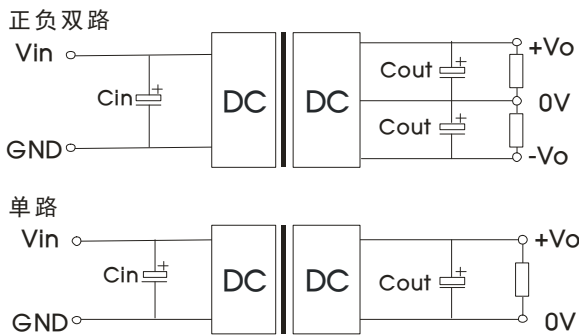 正负双路
Vin
+Vo
Cout
+
Cin
+
DC
DC
0V
Cout
+
GND
-Vo
单路
Vin
+Vo
Cin
+
DC
DC
Cout
+
GND
0V